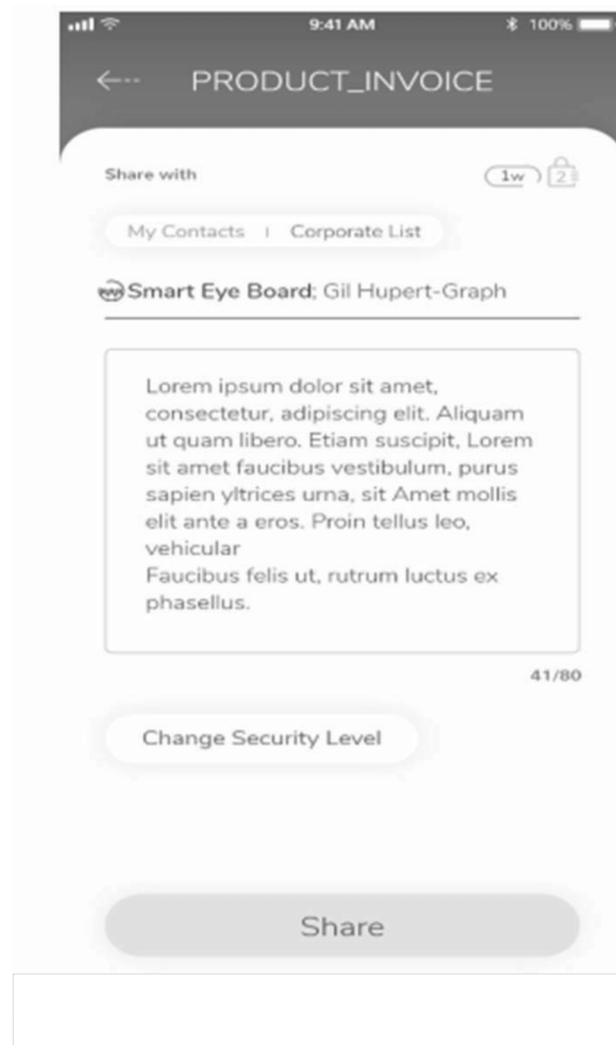 9:41 AM
100%
PRODUCT_INVOICE
Share with
1w
2
My Contacts | Corporate List
Smart Eye Board; Gil Hupert-Graph
Lorem ipsum dolor sit amet,
consectetur, adipiscing elit. Aliquam
ut quam libero. Etiam suscipit, Lorem
sit amet faucibus vestibulum, purus
sapien yltrices urna, sit Amet mollis
elit ante a eros. Proin tellus leo,
vehicular
Faucibus felis ut, rutrum luctus ex
phasellus.
41/80
Change Security Level
Share